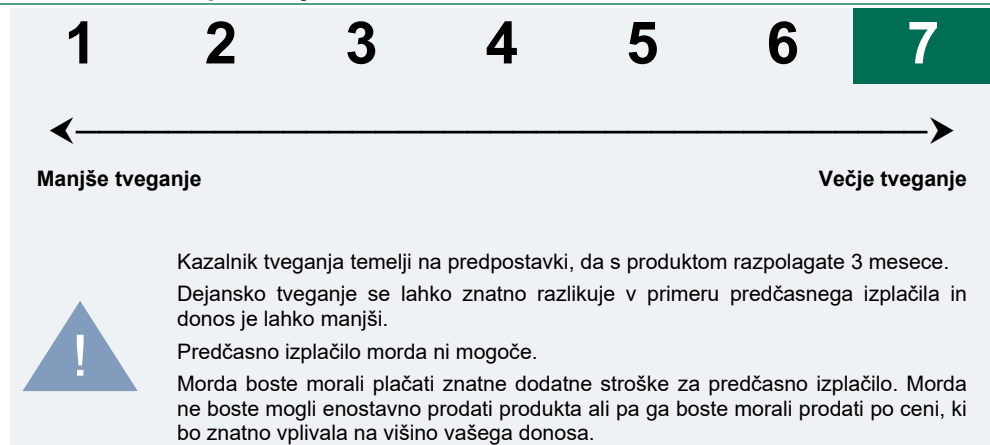 1 2 3 4 5 6 7
Manjše tveganje Večje tveganje
Kazalnik tveganja temelji na predpostavki, da s produktom razpolagate 3 mesece.
Dejansko tveganje se lahko znatno razlikuje v primeru predčasnega izplačila in
donos je lahko manjši.
!
Predčasno izplačilo morda ni mogoče.
Morda boste morali plačati znatne dodatne stroške za predčasno izplačilo. Morda
ne boste mogli enostavno prodati produkta ali pa ga boste morali prodati po ceni, ki
bo znatno vplivala na višino vašega donosa.